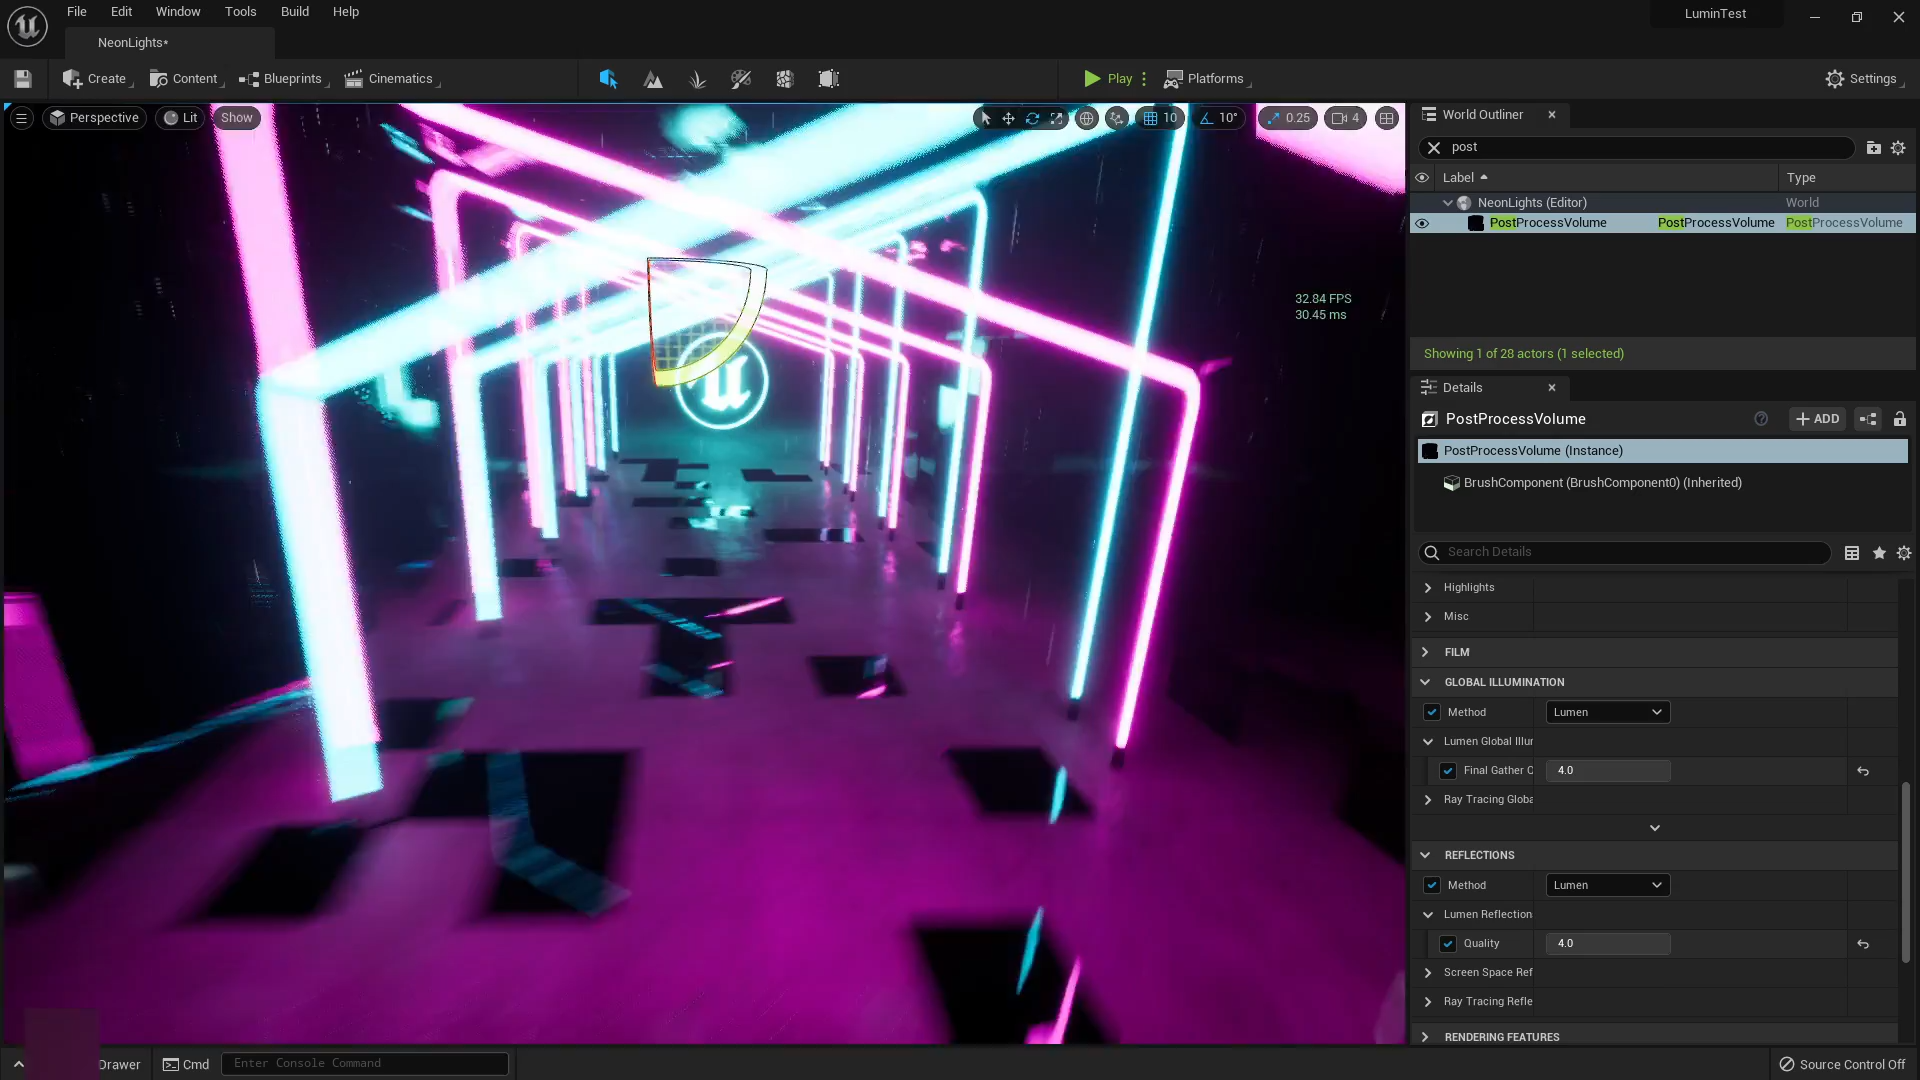 File Edit Window Tools Build Help
LuminTest
NeonLights*
Create Content Blueprints Cinematics Play Platforms Settings
Perspective Lit Show 10 10° 0.25 4
World Outliner
post
Label Type
NeonLights (Editor) World
PostProcessVolume PostProcessVolume PostProcessVolume
32.84 FPS
30.45 ms
Showing 1 of 28 actors (1 selected)
Details
PostProcessVolume ADD
PostProcessVolume (Instance)
BrushComponent (BrushComponent0) (Inherited)
Search Details
Highlights
Misc
FILM
GLOBAL ILLUMINATION
Method Lumen
Lumen Global Illur
Final Gather Q 4.0
Ray Tracing Globa
REFLECTIONS
Method Lumen
Lumen Reflection
Quality 4.0
Screen Space Ref
Ray Tracing Refle
RENDERING FEATURES
Drawer Cmd Enter Console Command Source Control Off